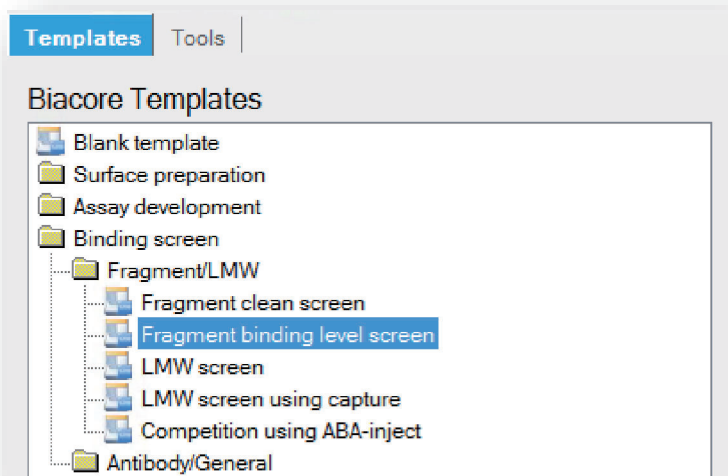 Templates Tools
Biacore Templates
Blank template
Surface preparation
Assay development
Binding screen
Fragment/LMW
Fragment clean screen
Fragment binding level screen
LMW screen
LMW screen using capture
Competition using ABA-inject
Antibody/General